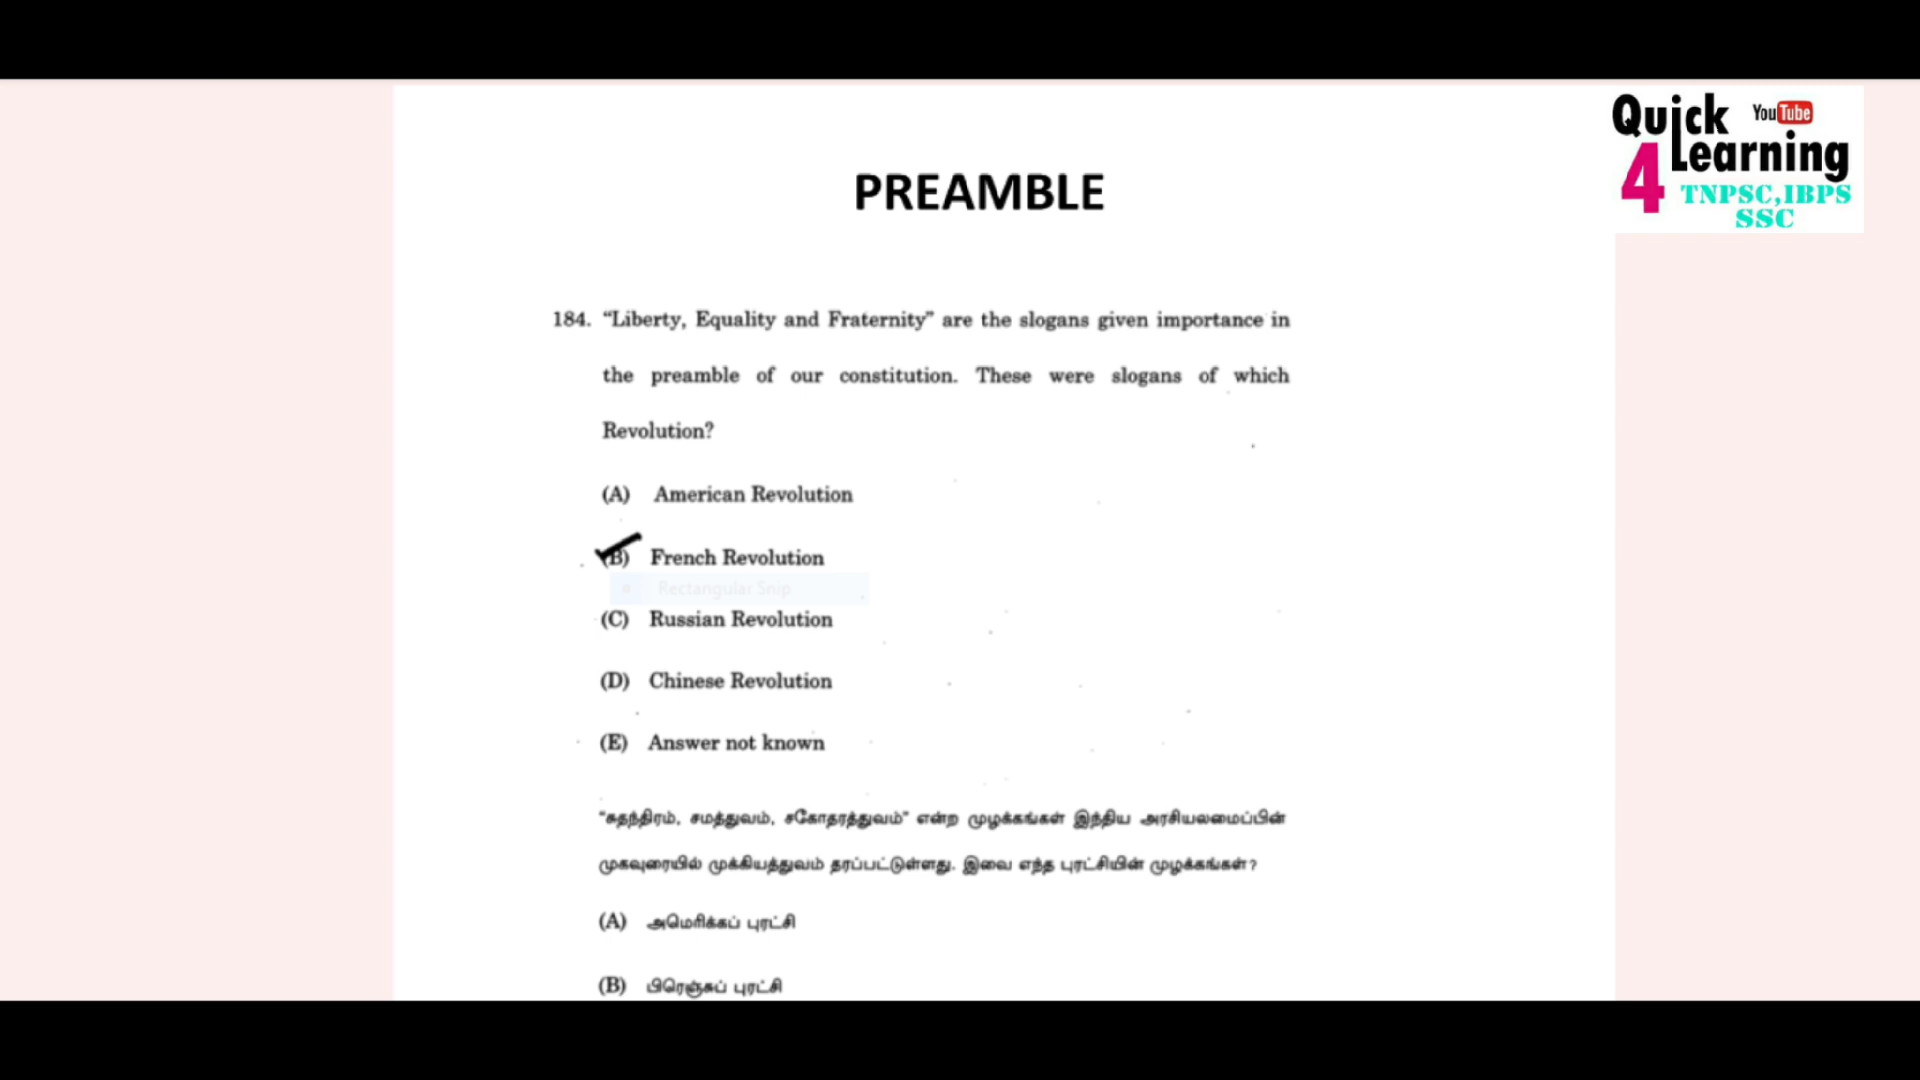 Quick YouTube
4 Learning
TNPSC,IBPS
SSC
PREAMBLE
184. “Liberty, Equality and Fraternity” are the slogans given importance in
the preamble of our constitution. These were slogans of which
Revolution?
(A) American Revolution
(B) French Revolution
Rectangular Snip
(C) Russian Revolution
(D) Chinese Revolution
(E) Answer not known
“சுதந்திரம், சமத்துவம், சகோதரத்துவம்” என்ற முழக்கங்கள் இந்திய அரசியலமைப்பின்
முகவுரையில் முக்கியத்துவம் தரப்பட்டுள்ளது. இவை எந்த புரட்சியின் முழக்கங்கள்?
(A) அமெரிக்கப் புரட்சி
(B) பிரெஞ்சுப் புரட்சி